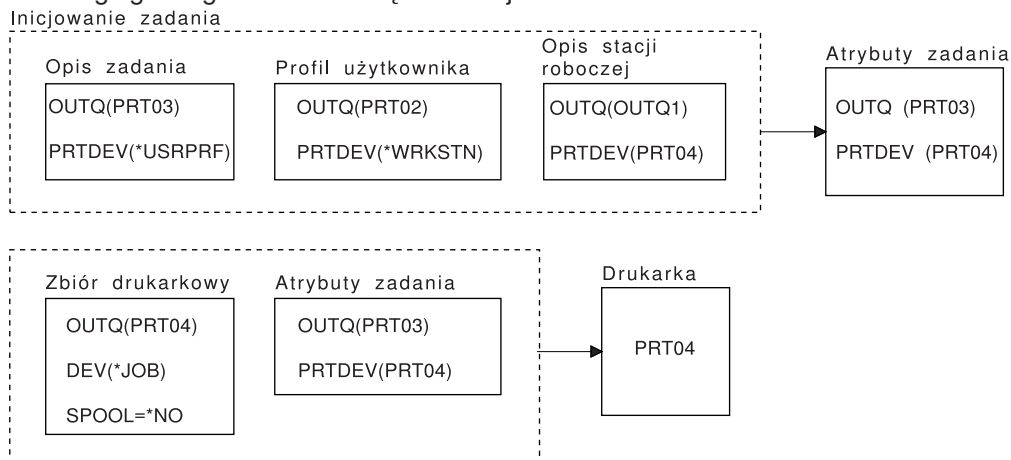 Inicjowanie zadania
Opis zadania
OUTQ(PRT03)
PRTDEV(*USRPRF)
Profil użytkownika
OUTQ(PRT02)
PRTDEV(*WRKSTN)
Opis stacji
roboczej
OUTQ(OUTQ1)
PRTDEV(PRT04)
Atrybuty zadania
OUTQ (PRT03)
PRTDEV (PRT04)
Zbiór drukarkowy
OUTQ(PRT04)
DEV(*JOB)
SPOOL=*NO
Atrybuty zadania
OUTQ(PRT03)
PRTDEV(PRT04)
Drukarka
PRT04